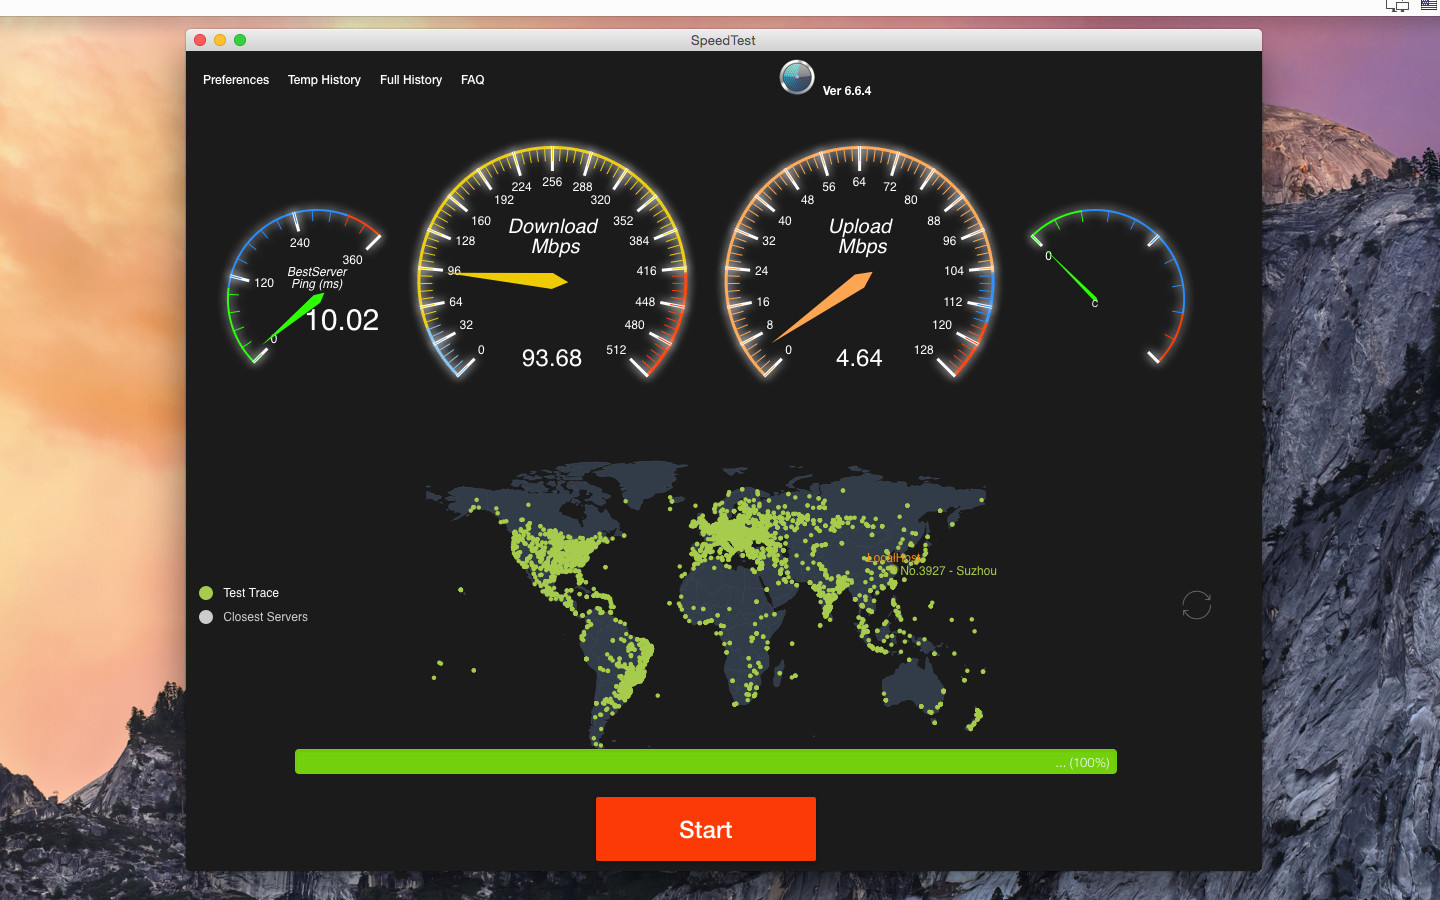 SpeedTest
Preferences Temp History Full History FAQ
Ver 6.6.4
0 120 240 360
BestServer
Ping (ms)
10.02
0 32 64 96 128 160 192 224 256 288 320 352 384 416 448 480 512
Download
Mbps
93.68
0 8 16 24 32 40 48 56 64 72 80 88 96 104 112 120 128
Upload
Mbps
4.64
0
C
LocalHost
No.3927 - Suzhou
Test Trace
Closest Servers
... (100%)
Start